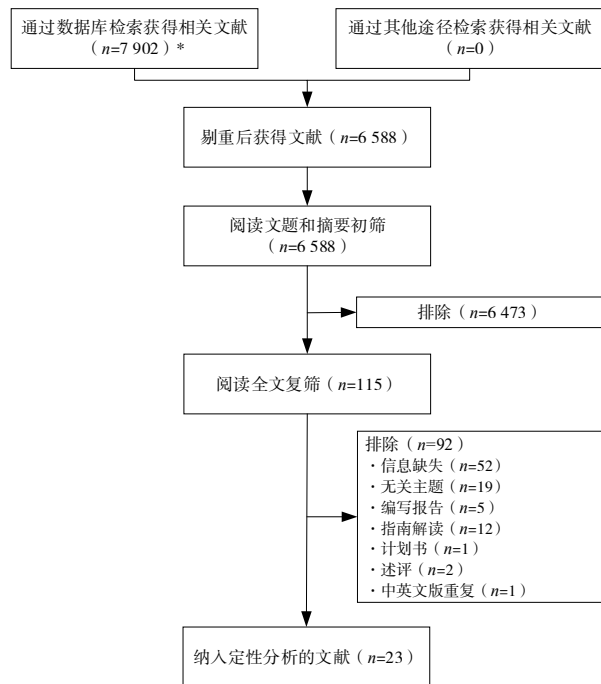 通过数据库检索获得相关文献
（n=7 902）*
通过其他途径检索获得相关文献
（n=0）
剔重后获得文献（n=6 588）
阅读文题和摘要初筛
（n=6 588）
排除（n=6 473）
阅读全文复筛（n=115）
排除（n=92）
·信息缺失（n=52）
·无关主题（n=19）
·编写报告（n=5）
·指南解读（n=12）
·计划书（n=1）
·述评（n=2）
·中英文版重复（n=1）
纳入定性分析的文献（n=23）